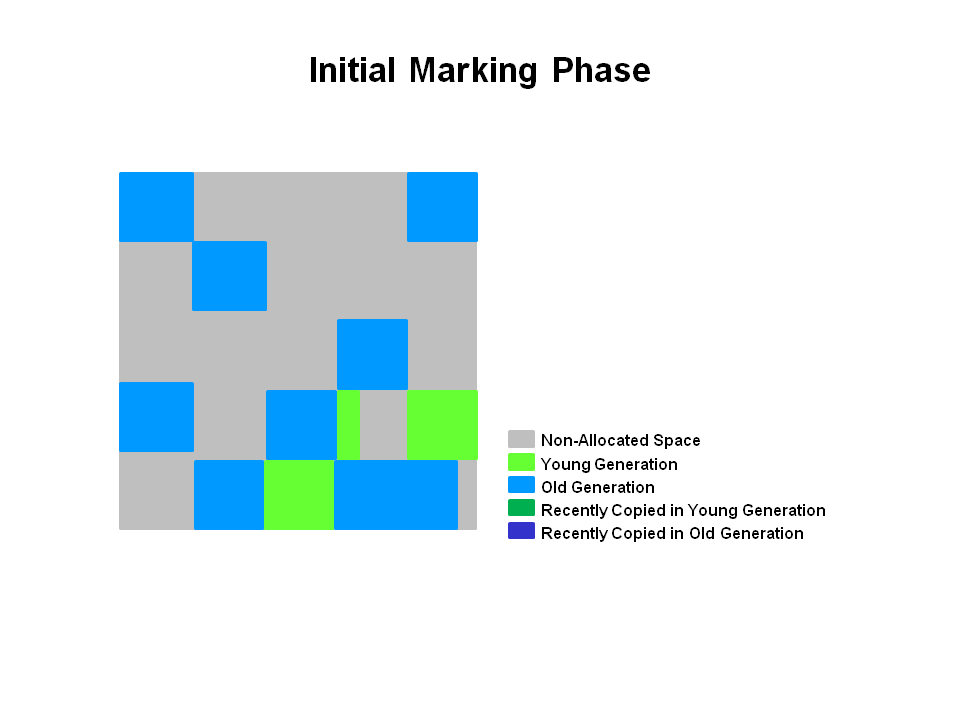 Initial Marking Phase
Non-Allocated Space
Young Generation
Old Generation
Recently Copied in Young Generation
Recently Copied in Old Generation